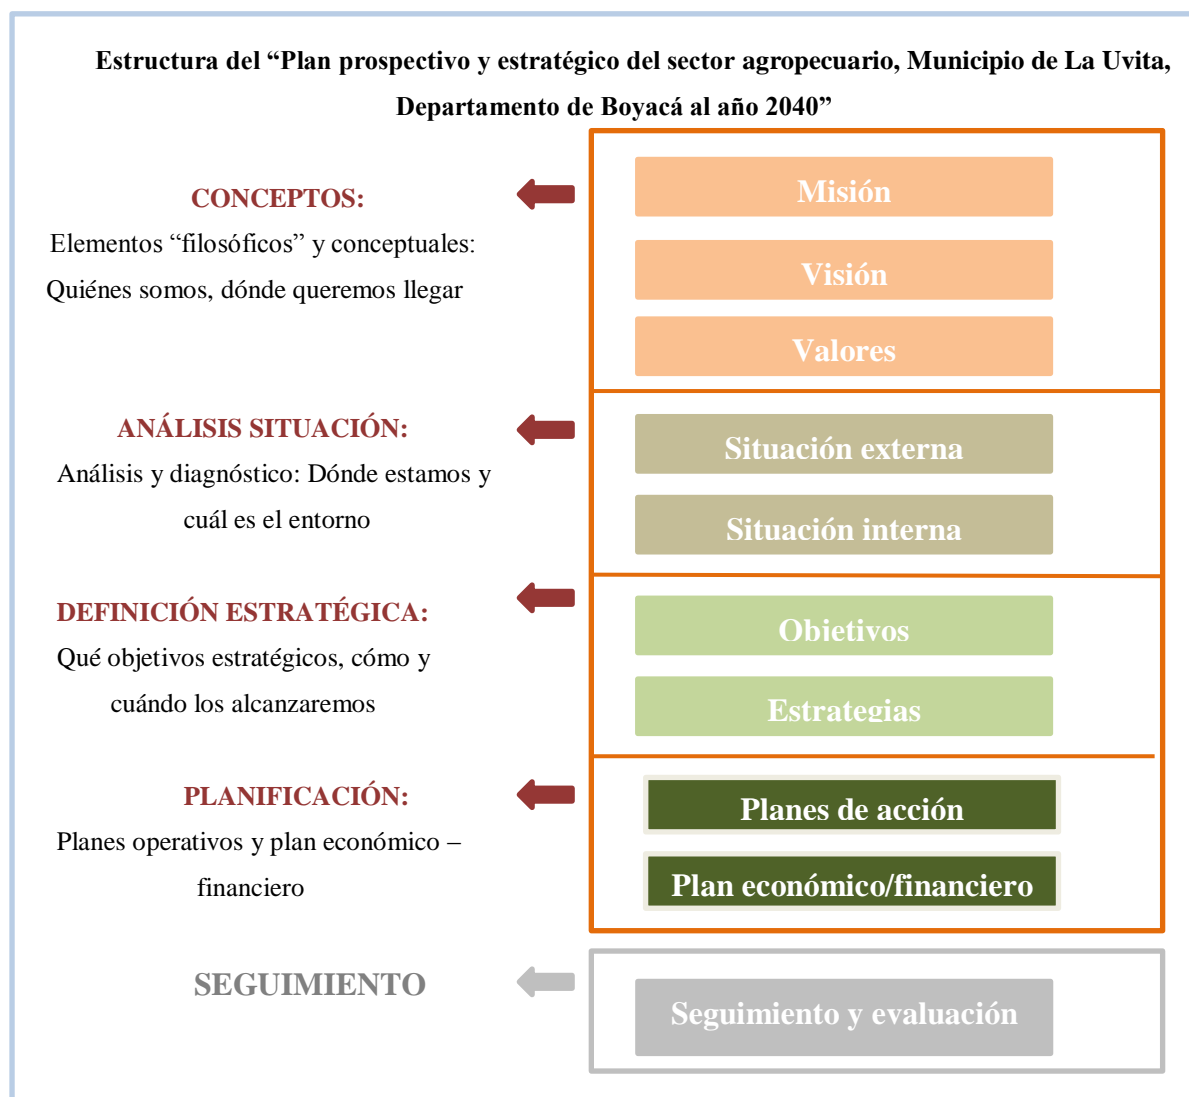 Estructura del “Plan prospectivo y estratégico del sector agropecuario, Municipio de La Uvita,
Departamento de Boyacá al año 2040”
CONCEPTOS:
Elementos “filosóficos” y conceptuales:
Quiénes somos, dónde queremos llegar
Misión
Visión
Valores
ANÁLISIS SITUACIÓN:
Análisis y diagnóstico: Dónde estamos y
cuál es el entorno
Situación externa
Situación interna
DEFINICIÓN ESTRATÉGICA:
Qué objetivos estratégicos, cómo y
cuándo los alcanzaremos
Objetivos
Estrategias
PLANIFICACIÓN:
Planes operativos y plan económico –
financiero
Planes de acción
Plan económico/financiero
SEGUIMIENTO
Seguimiento y evaluación